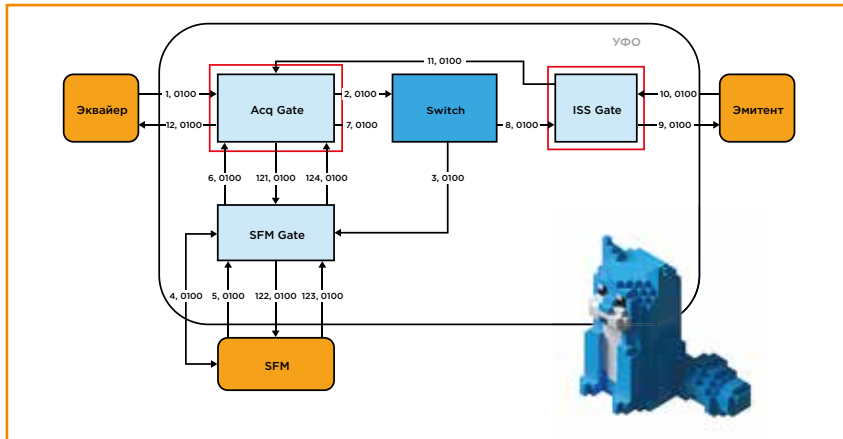 УФО
11, 0100
Эквайер
1, 0100
Acq Gate
2, 0100
Switch
ISS Gate
10, 0100
Эмитент
12, 0100
7, 0100
8, 0100
9, 0100
6, 0100
121, 0100
124, 0100
3, 0100
SFM Gate
4, 0100
5, 0100
122, 0100
123, 0100
SFM